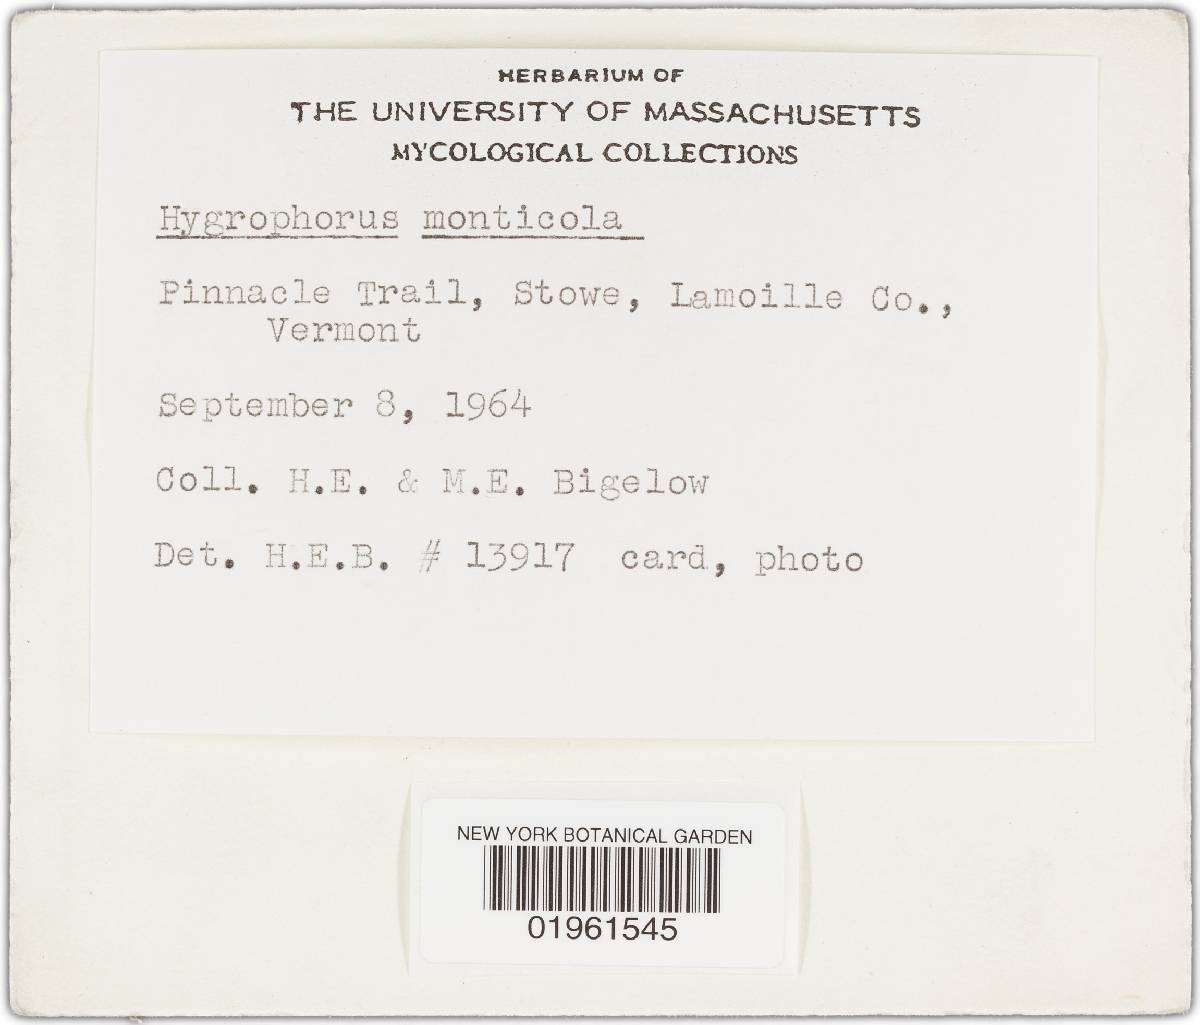 HERBARIUM OF
THE UNIVERSITY OF MASSACHUSETTS
MYCOLOGICAL COLLECTIONS
Hygrophorus monticola
Pinnacle Trail, Stowe, Lamoille Co.,
Vermont
September 8, 1964
Coll. H.E. & M.E. Bigelow
Det. H.E.B. # 13917 card, photo
NEW YORK BOTANICAL GARDEN
01961545